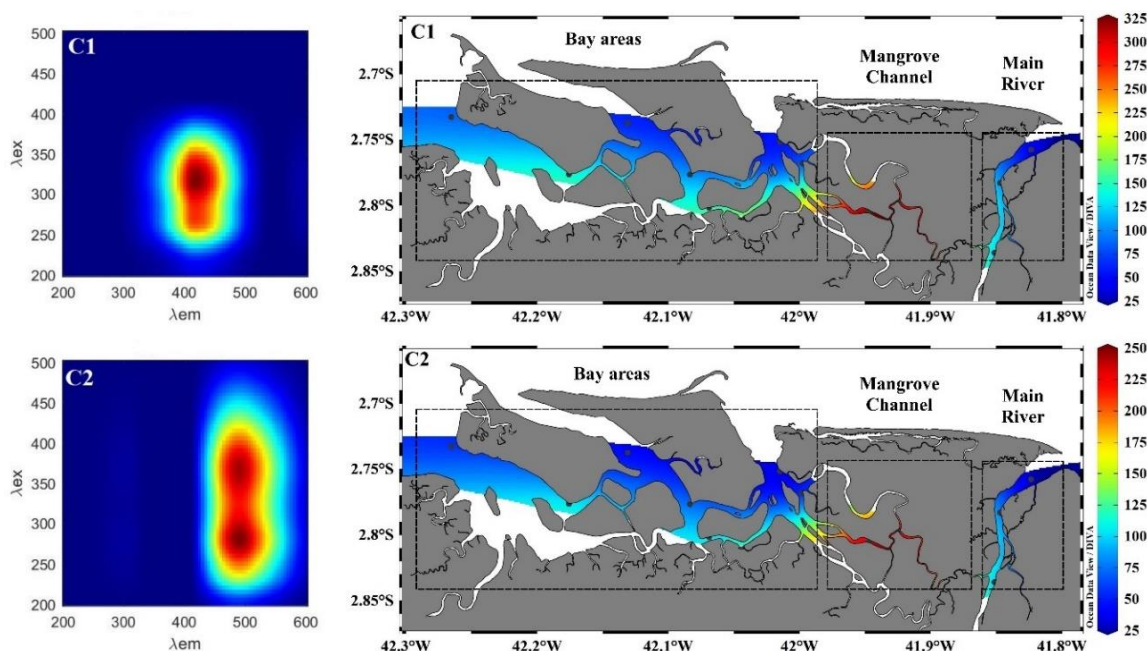 C1
500
450
400
350
300
250
200
λex
200
300
400
500
600
λem
C1
Bay areas
Mangrove
Channel
Main
River
2.7°S
2.75°S
2.8°S
2.85°S
42.3°W
42.2°W
42.1°W
42°W
41.9°W
41.8°W
325
300
275
250
225
200
175
150
125
100
75
50
25
Ocean Data View / DIVA
C2
500
400
300
200
λex
200
300
400
500
600
λem
C2
Bay areas
Mangrove
Channel
Main
River
2.7°S
2.75°S
2.8°S
2.85°S
42.3°W
42.2°W
42.1°W
42°W
41.9°W
41.8°W
250
225
200
175
150
125
100
75
50
25
Ocean Data View / DIVA